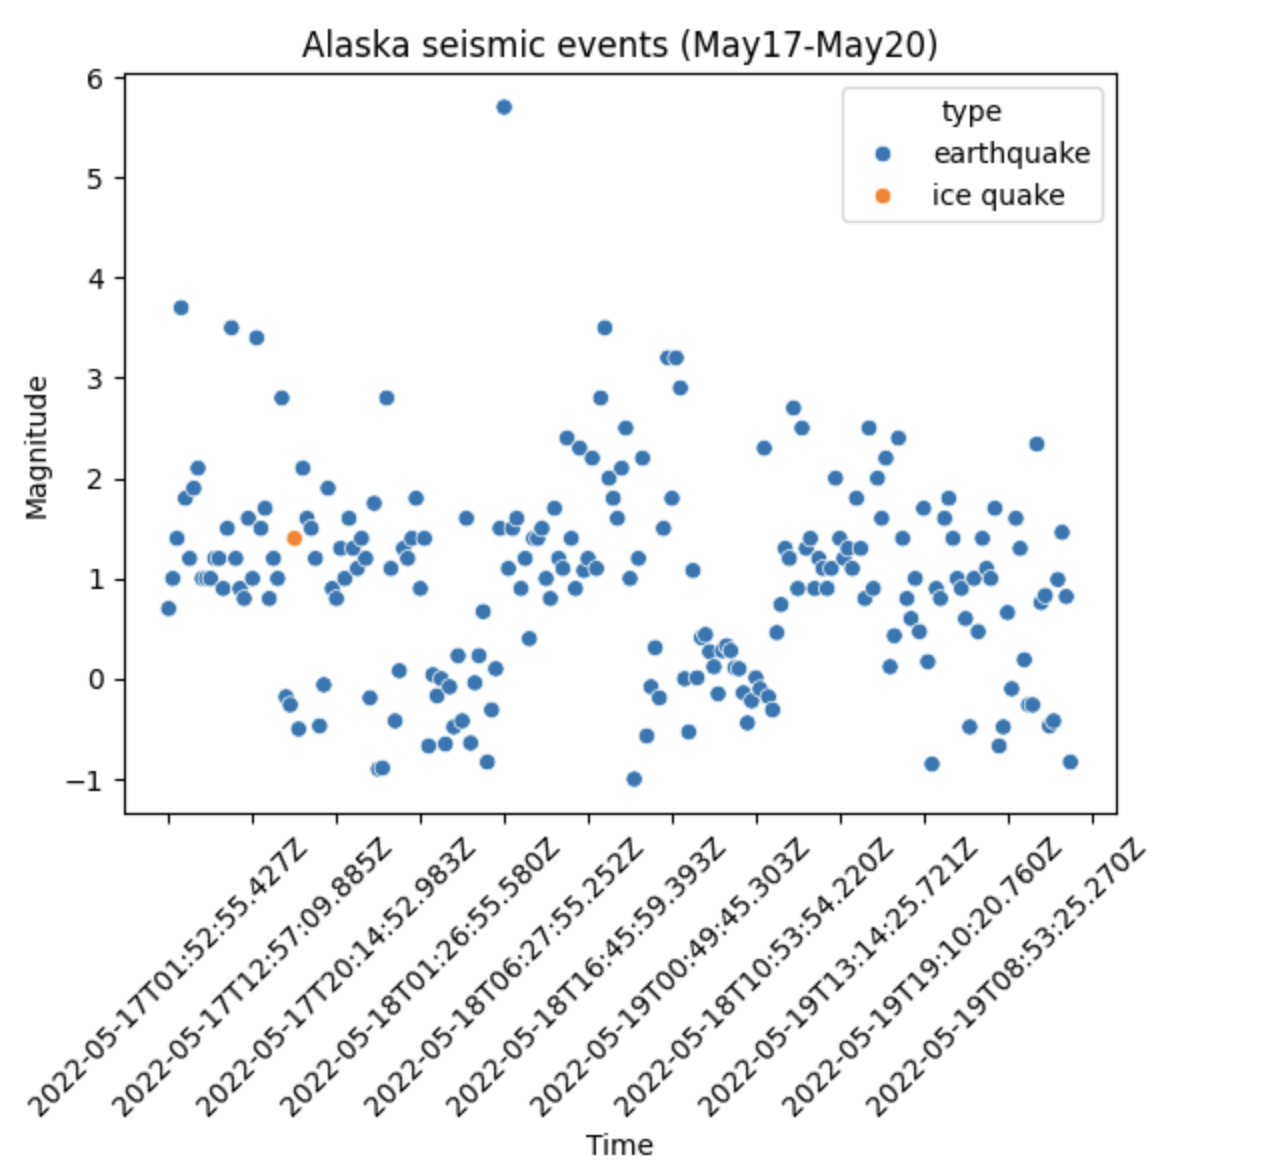 Alaska seismic events (May17-May20)
6
5
4
3
2
1
0
−1
Magnitude
type
earthquake
ice quake
2022-05-17T01:52:55.427Z
2022-05-17T12:57:09.885Z
2022-05-17T20:14:52.983Z
2022-05-18T01:26:55.580Z
2022-05-18T06:27:55.252Z
2022-05-18T16:45:59.393Z
2022-05-19T00:49:45.303Z
2022-05-18T10:53:54.220Z
2022-05-19T13:14:25.721Z
2022-05-19T19:10:20.760Z
2022-05-19T08:53:25.270Z
Time